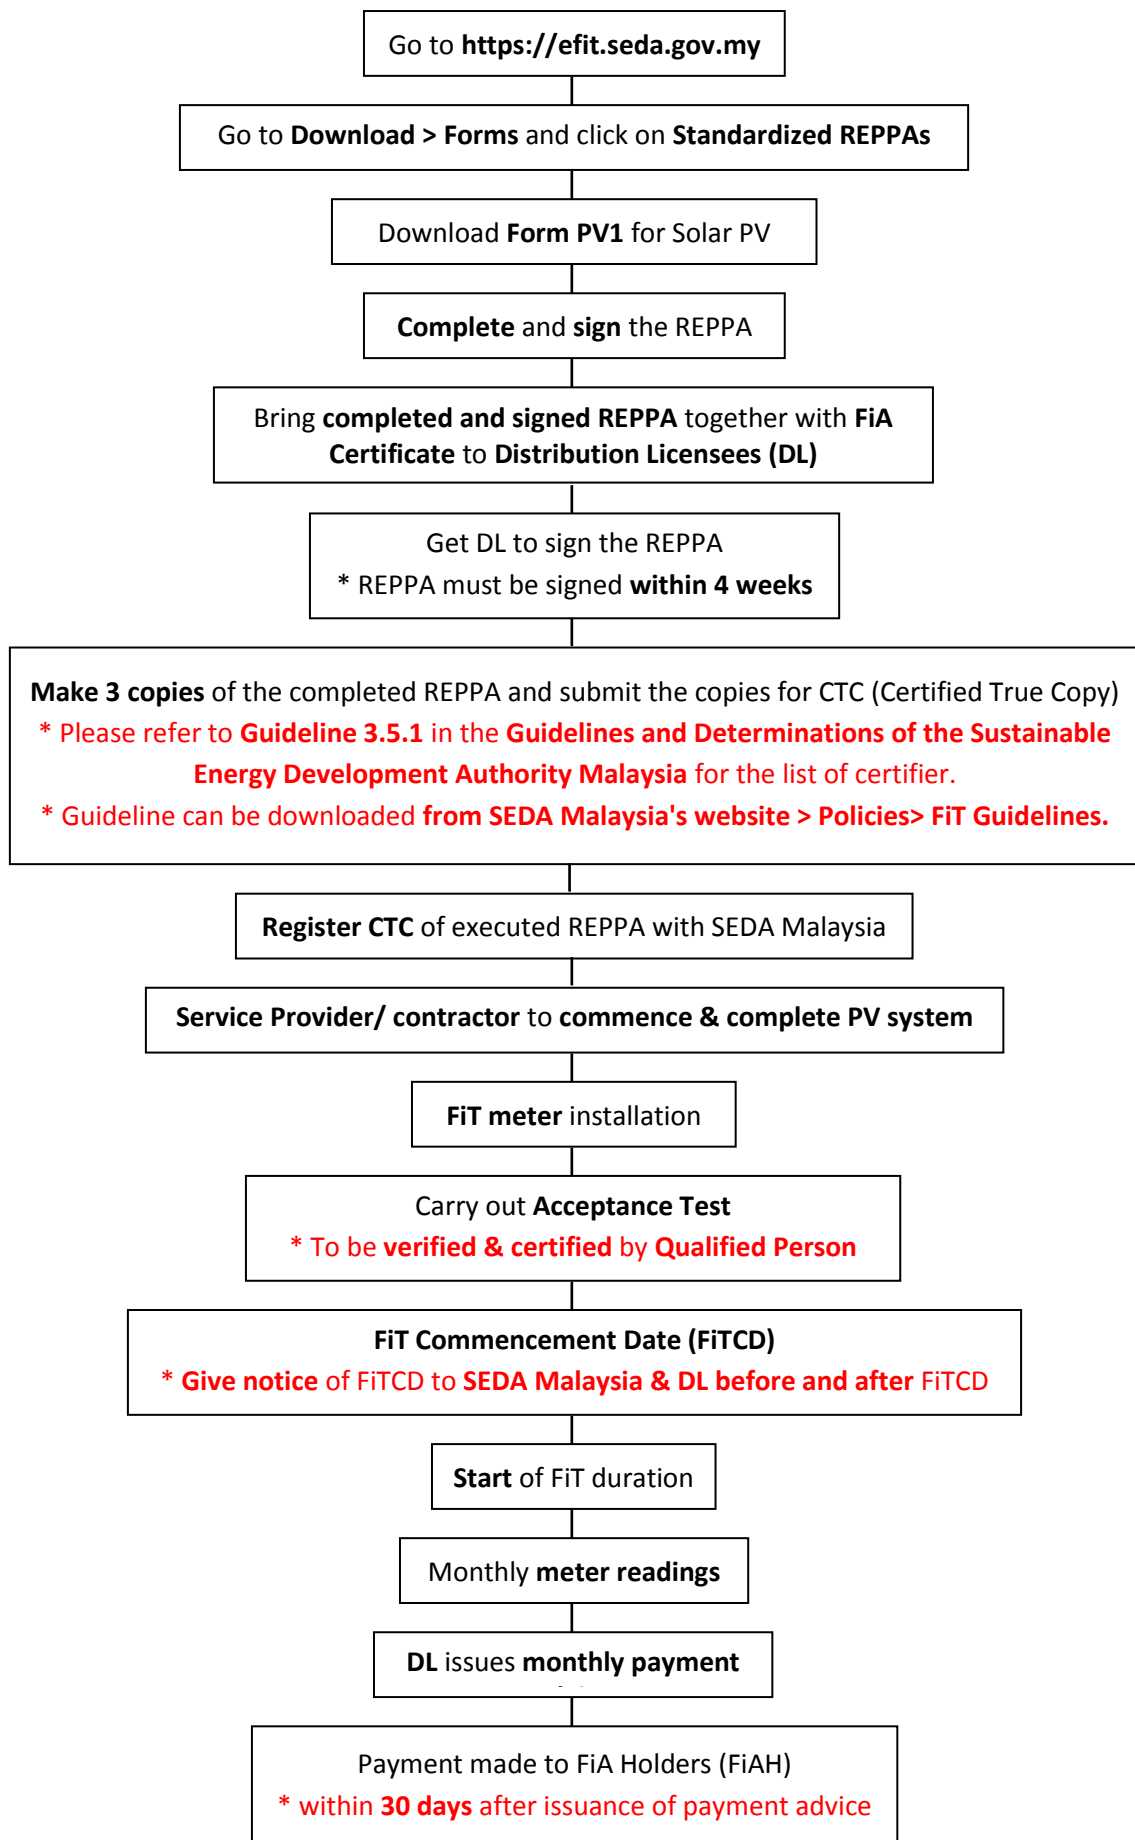 Go to https://efit.seda.gov.my
Go to Download > Forms and click on Standardized REPPAs
Download Form PV1 for Solar PV
Complete and sign the REPPA
Bring completed and signed REPPA together with FiA
Certificate to Distribution Licensees (DL)
Get DL to sign the REPPA
* REPPA must be signed within 4 weeks
Make 3 copies of the completed REPPA and submit the copies for CTC (Certified True Copy)
* Please refer to Guideline 3.5.1 in the Guidelines and Determinations of the Sustainable
Energy Development Authority Malaysia for the list of certifier.
* Guideline can be downloaded from SEDA Malaysia's website > Policies> FiT Guidelines.
Register CTC of executed REPPA with SEDA Malaysia
Service Provider/ contractor to commence & complete PV system
FiT meter installation
Carry out Acceptance Test
* To be verified & certified by Qualified Person
FiT Commencement Date (FiTCD)
* Give notice of FiTCD to SEDA Malaysia & DL before and after FiTCD
Start of FiT duration
Monthly meter readings
DL issues monthly payment
Payment made to FiA Holders (FiAH)
* within 30 days after issuance of payment advice